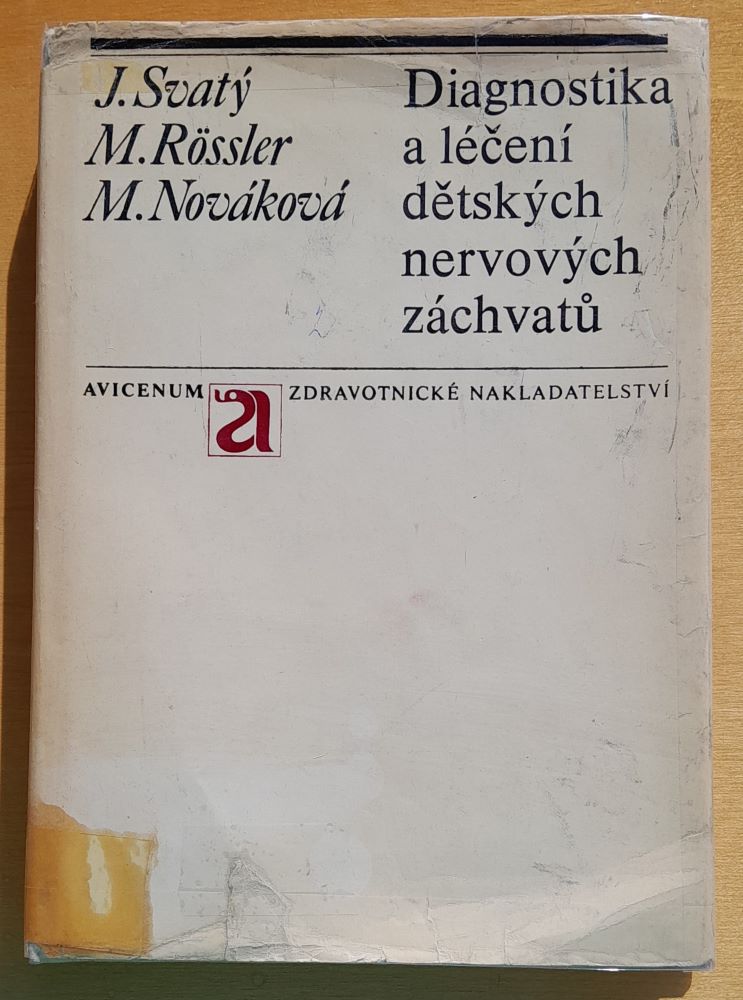 J. Svatý
M. Rössler
M. Nováková
Diagnostika
a léčení
dětských
nervových
záchvatů
AVICENUM
ZDRAVOTNICKÉ NAKLADATELSTVÍ